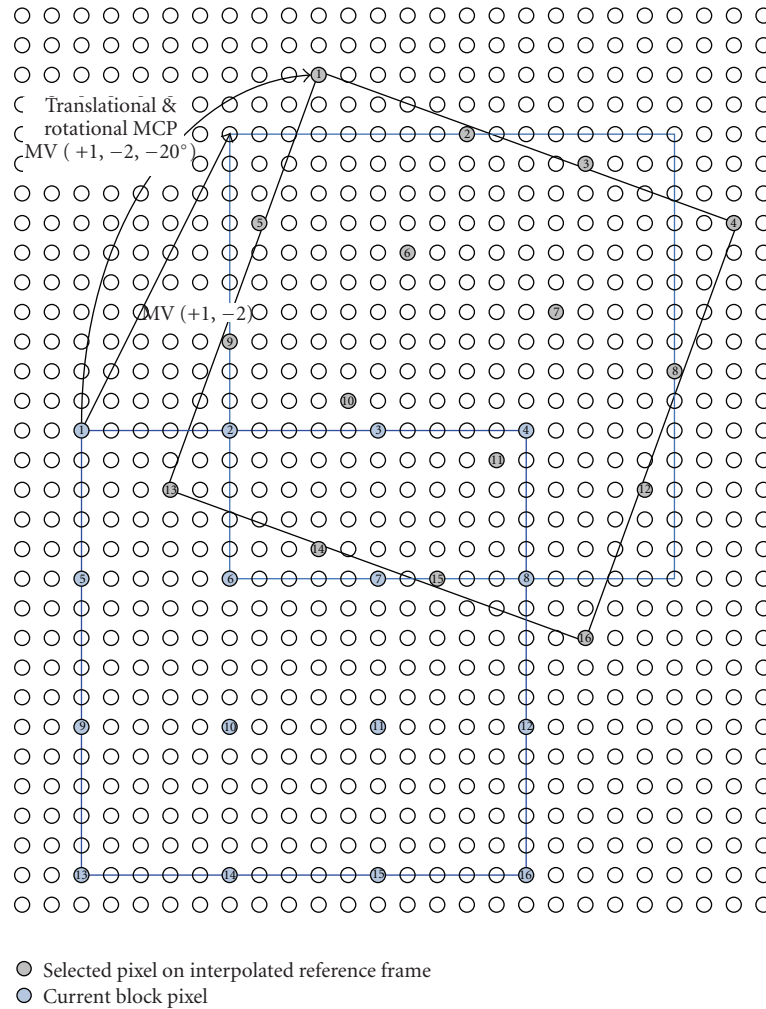 1
Translational &
rotational MCP
MV ( +1, −2, −20°)
2
3
5
4
6
MV (+1, −2)
7
9
8
10
1 2 3 4
11
13 12
14
5 6 7 15 8
16
9 10 11 12
13 14 15 16
Selected pixel on interpolated reference frame
Current block pixel